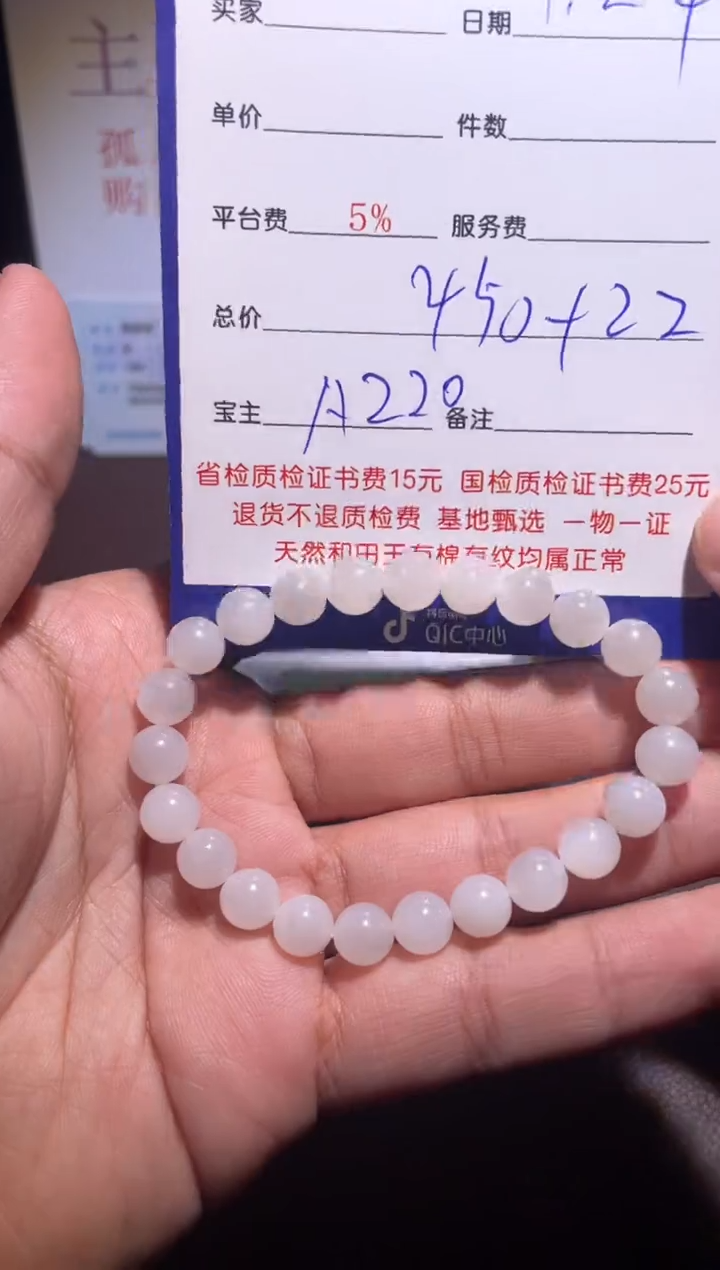 主
孤
购
买家 日期
单价 件数
平台费 5% 服务费
总价 450+22
宝主 A220 备注
省检质检证书费15元 国检质检证书费25元
退货不退质检费 基地甄选 一物一证
天然和田玉有棉有纹均属正常
QIC中心